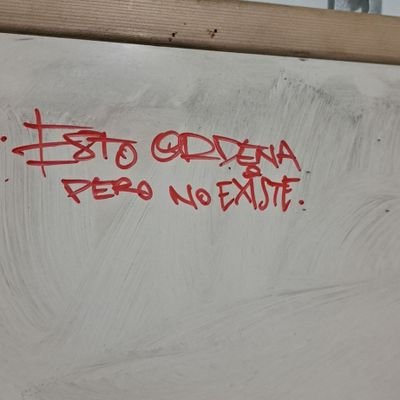 ESTO ORDENA
PERO NO EXISTE.